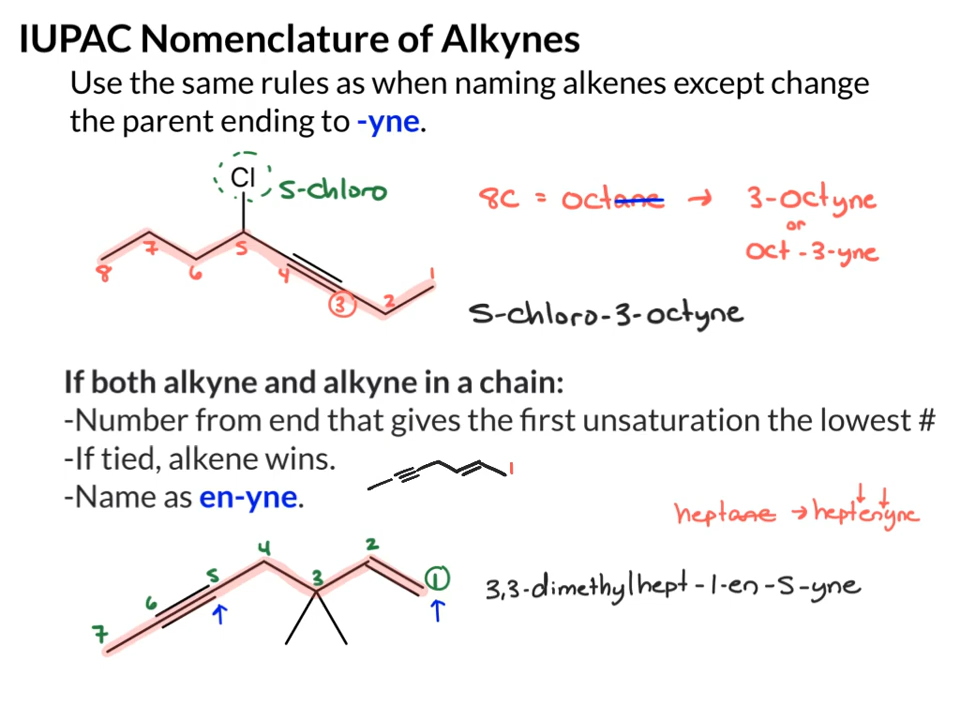 IUPAC Nomenclature of Alkynes
Use the same rules as when naming alkenes except change
the parent ending to -yne.
Cl
5-chloro
8 7 6 5 4 3 2 1
8C = octane → 3-octyne
or
oct-3-yne
5-chloro-3-octyne
If both alkyne and alkyne in a chain:
-Number from end that gives the first unsaturation the lowest #
-If tied, alkene wins.
1
-Name as en-yne.
heptane → heptenyne
7 6 5 4 3 2 1
3,3-dimethylhept-1-en-5-yne